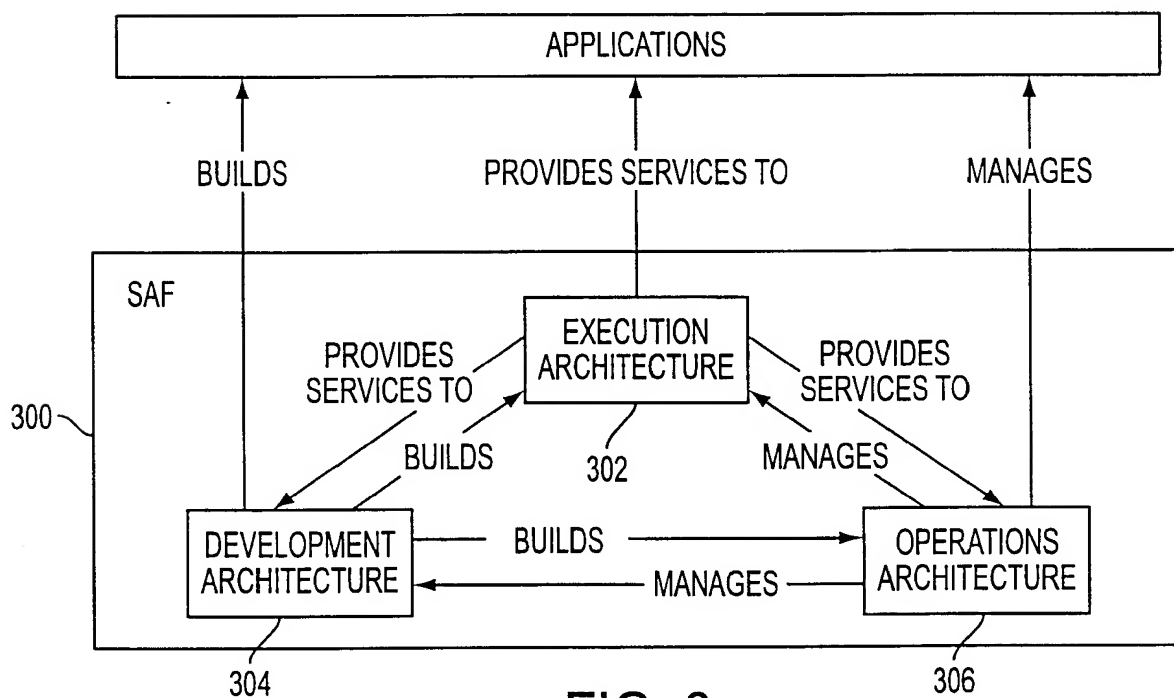 APPLICATIONS
BUILDS
PROVIDES SERVICES TO
MANAGES
SAF
EXECUTION
ARCHITECTURE
PROVIDES
SERVICES TO
PROVIDES
SERVICES TO
300
BUILDS
302
MANAGES
DEVELOPMENT
ARCHITECTURE
BUILDS
MANAGES
OPERATIONS
ARCHITECTURE
304
306